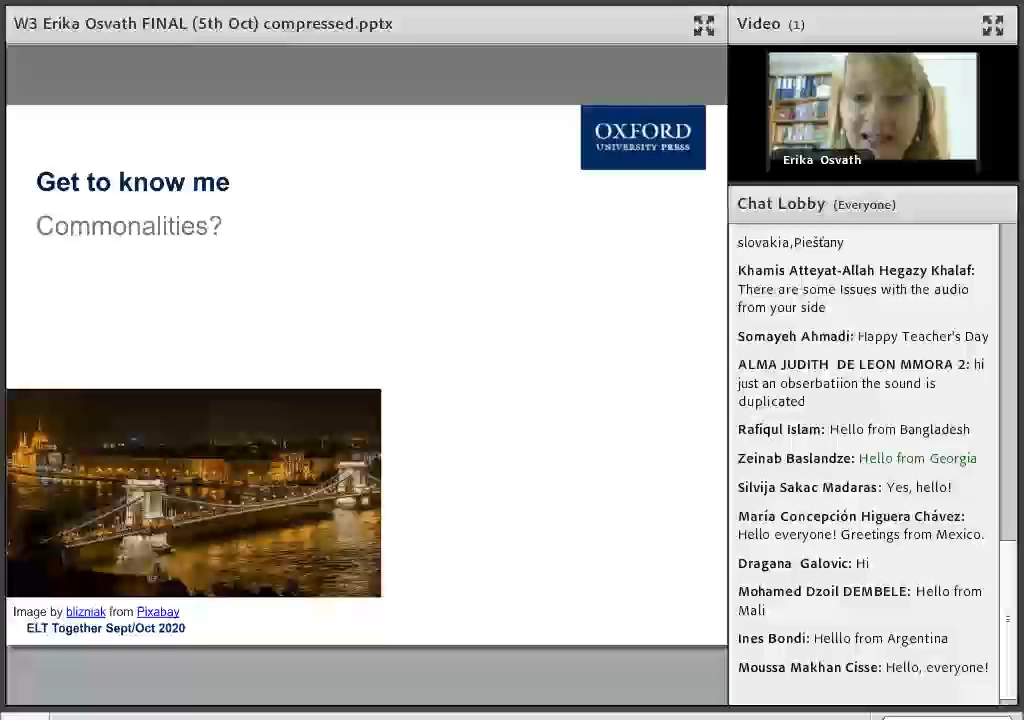 W3 Erika Osvath FINAL (5th Oct) compressed.pptx
OXFORD
UNIVERSITY PRESS
Get to know me
Commonalities?
Image by blizniak from Pixabay
ELT Together Sept/Oct 2020
Video (1)
Erika Osvath
Chat Lobby (Everyone)
slovakia,Piešťany
Khamis Atteyat-Allah Hegazy Khalaf:
There are some Issues with the audio
from your side
Somayeh Ahmadi: Happy Teacher's Day
ALMA JUDITH DE LEON MMORA 2: hi
just an obserbatiion the sound is
duplicated
Rafiqul Islam: Hello from Bangladesh
Zeinab Baslandze: Hello from Georgia
Silvija Sakac Madaras: Yes, hello!
María Concepción Higuera Chávez:
Hello everyone! Greetings from Mexico.
Dragana Galovic: Hi
Mohamed Dzoil DEMBELE: Hello from
Mali
Ines Bondi: Helllo from Argentina
Moussa Makhan Cisse: Hello, everyone!